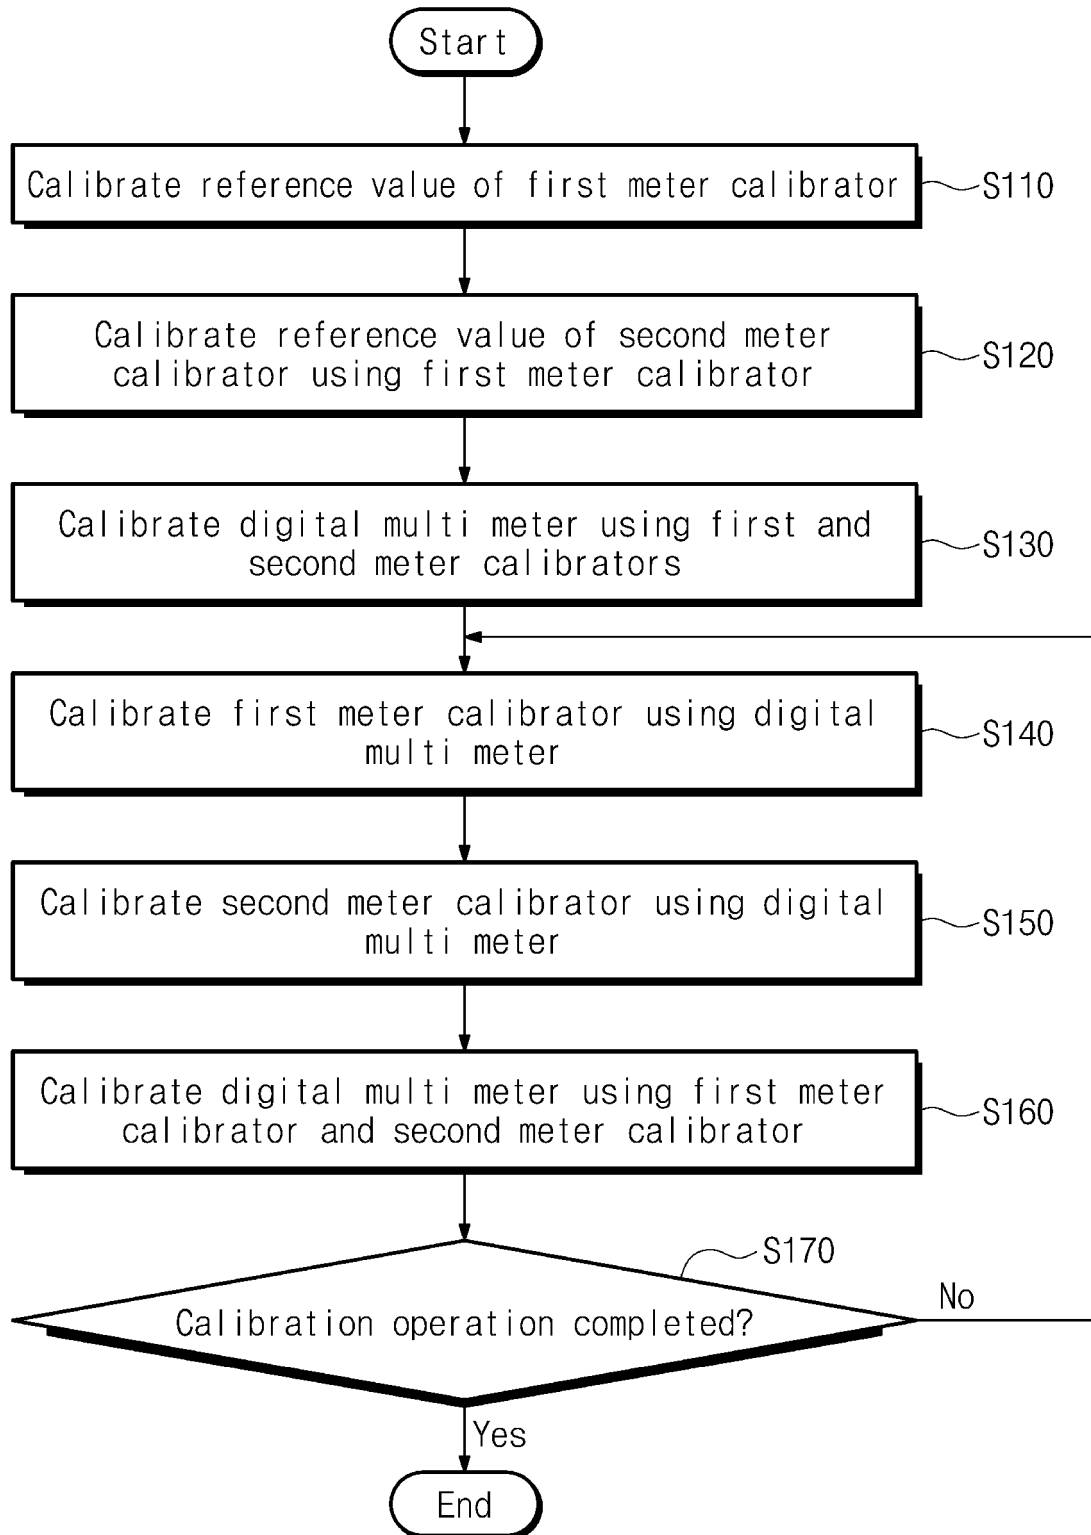 Start
Calibrate reference value of first meter calibrator
S110
Calibrate reference value of second meter
calibrator using first meter calibrator
S120
Calibrate digital multi meter using first and
second meter calibrators
S130
Calibrate first meter calibrator using digital
multi meter
S140
Calibrate second meter calibrator using digital
multi meter
S150
Calibrate digital multi meter using first meter
calibrator and second meter calibrator
S160
S170
Calibration operation completed?
No
Yes
End